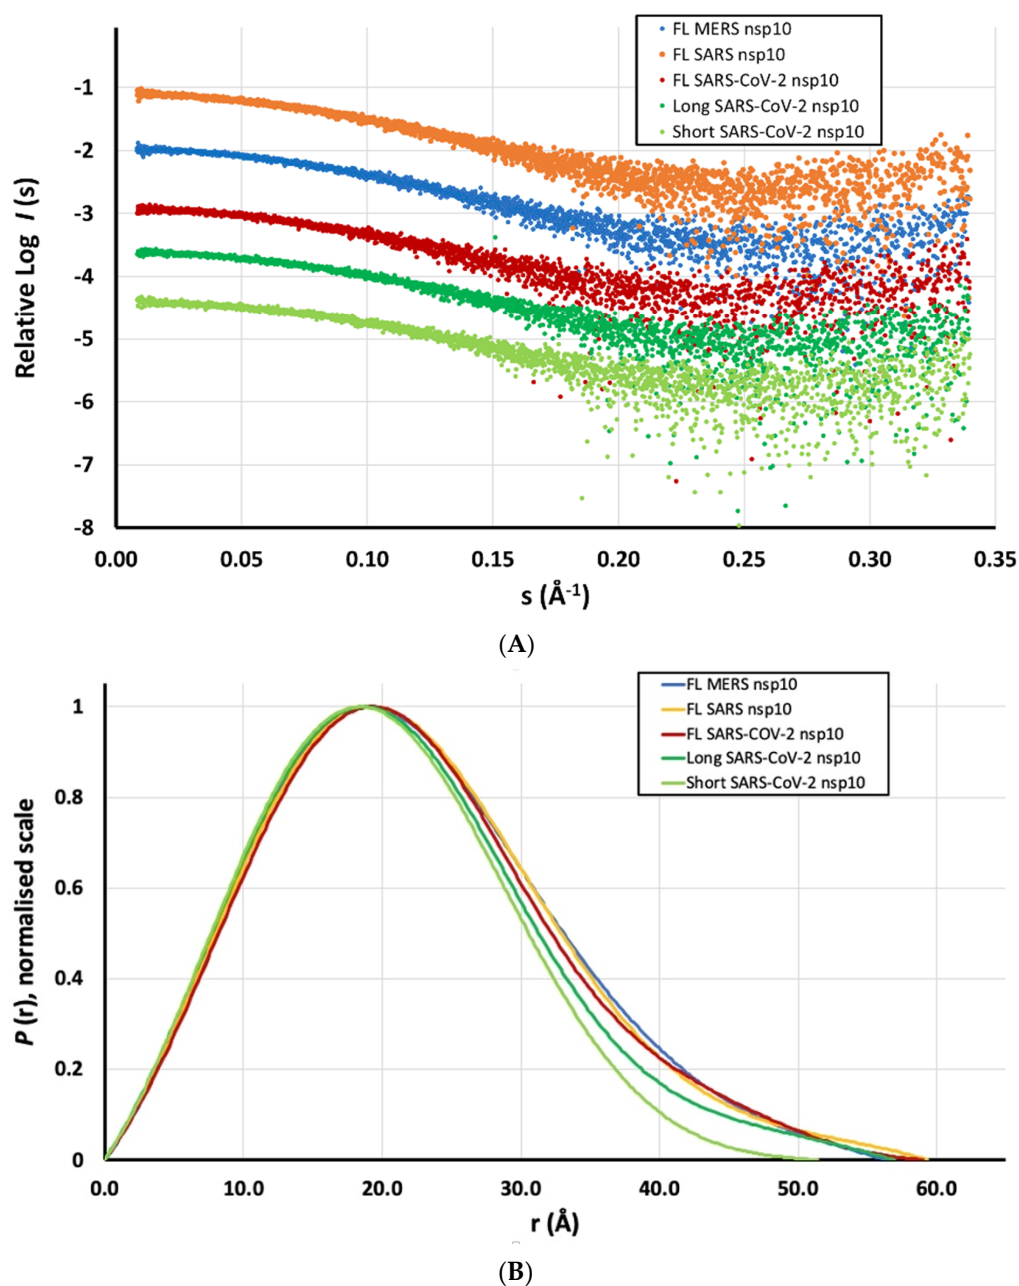 FL MERS nsp10
FL SARS nsp10
FL SARS-CoV-2 nsp10
Long SARS-CoV-2 nsp10
Short SARS-CoV-2 nsp10
Relative Log I (s)
-1
-2
-3
-4
-5
-6
-7
-8
0.00 0.05 0.10 0.15 0.20 0.25 0.30 0.35
s (Å-1)
(A)
FL MERS nsp10
FL SARS nsp10
FL SARS-COV-2 nsp10
Long SARS-CoV-2 nsp10
Short SARS-CoV-2 nsp10
P (r), normalised scale
1
0.8
0.6
0.4
0.2
0
0.0 10.0 20.0 30.0 40.0 50.0 60.0
r (Å)
(B)